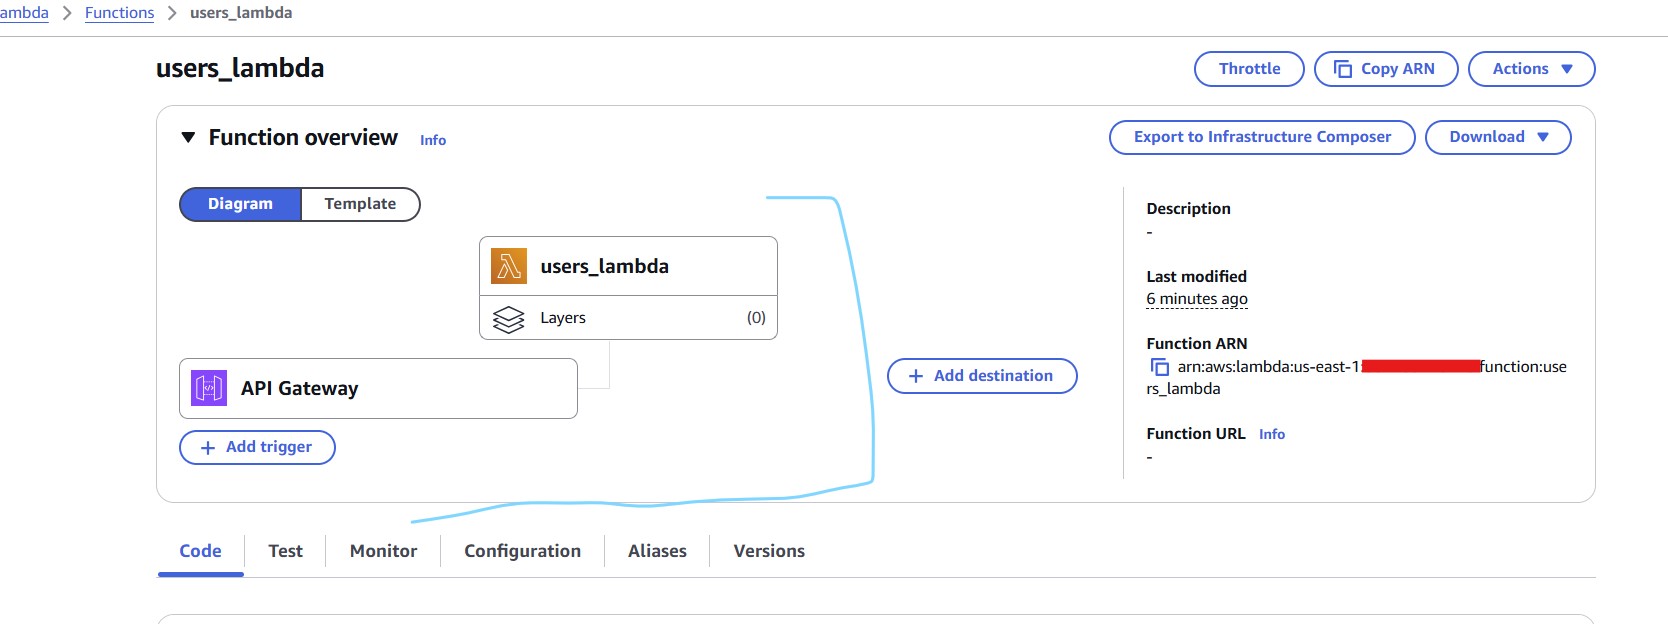 ambda > Functions > users_lambda
users_lambda
Throttle
Copy ARN
Actions
Function overview Info
Export to Infrastructure Composer
Download
Diagram
Template
users_lambda
Layers (0)
API Gateway
+ Add trigger
+ Add destination
Description
-
Last modified
6 minutes ago
Function ARN
arn:aws:lambda:us-east-1: function:use
rs_lambda
Function URL Info
-
Code
Test
Monitor
Configuration
Aliases
Versions